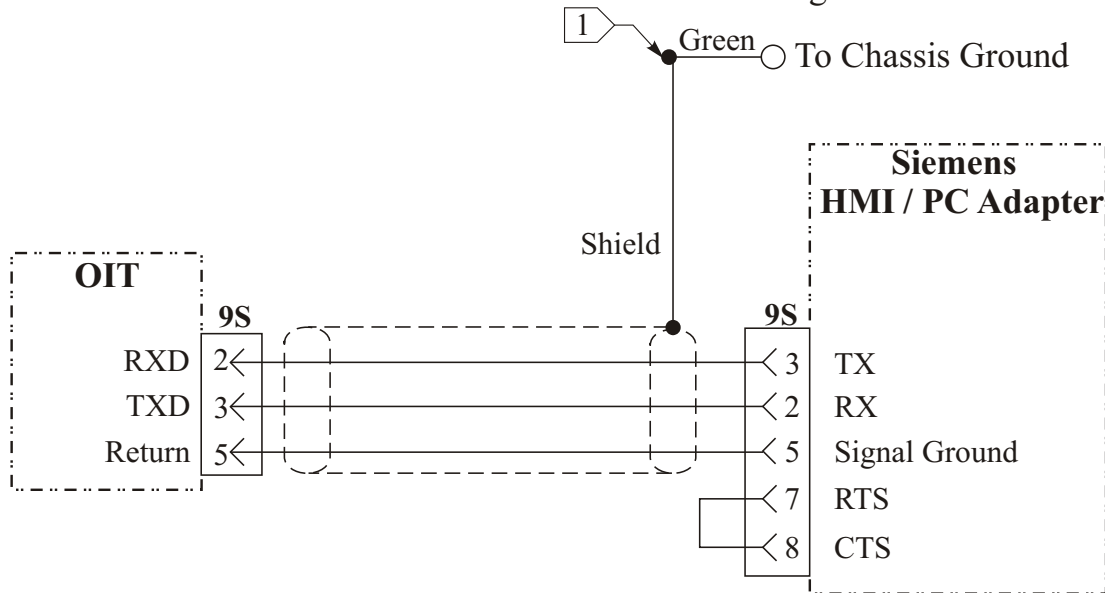 1
Green
To Chassis Ground
Siemens
HMI / PC Adapter
Shield
OIT
9S
9S
RXD 2 3 TX
TXD 3 2 RX
Return 5 5 Signal Ground
7 RTS
8 CTS